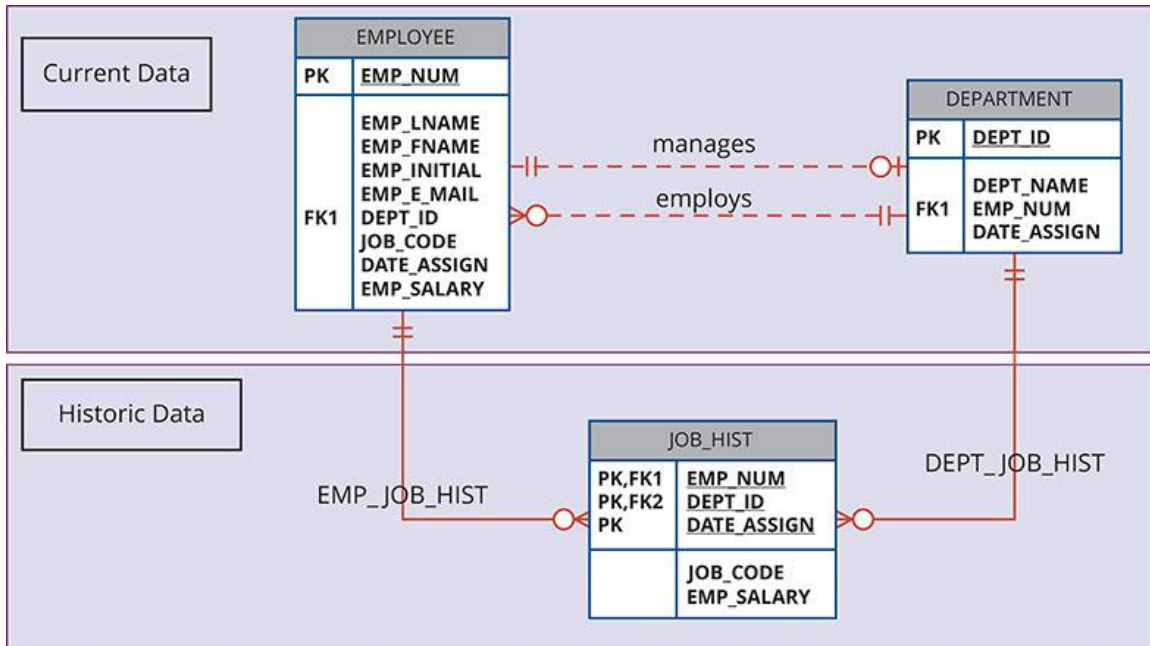 Current Data
EMPLOYEE
PK EMP_NUM
EMP_LNAME
EMP_FNAME
EMP_INITIAL
EMP_E_MAIL
FK1 DEPT_ID
JOB_CODE
DATE_ASSIGN
EMP_SALARY
manages
employs
DEPARTMENT
PK DEPT_ID
DEPT_NAME
FK1 EMP_NUM
DATE_ASSIGN
Historic Data
EMP_JOB_HIST
JOB_HIST
PK,FK1 EMP_NUM
PK,FK2 DEPT_ID
PK DATE_ASSIGN
JOB_CODE
EMP_SALARY
DEPT_JOB_HIST